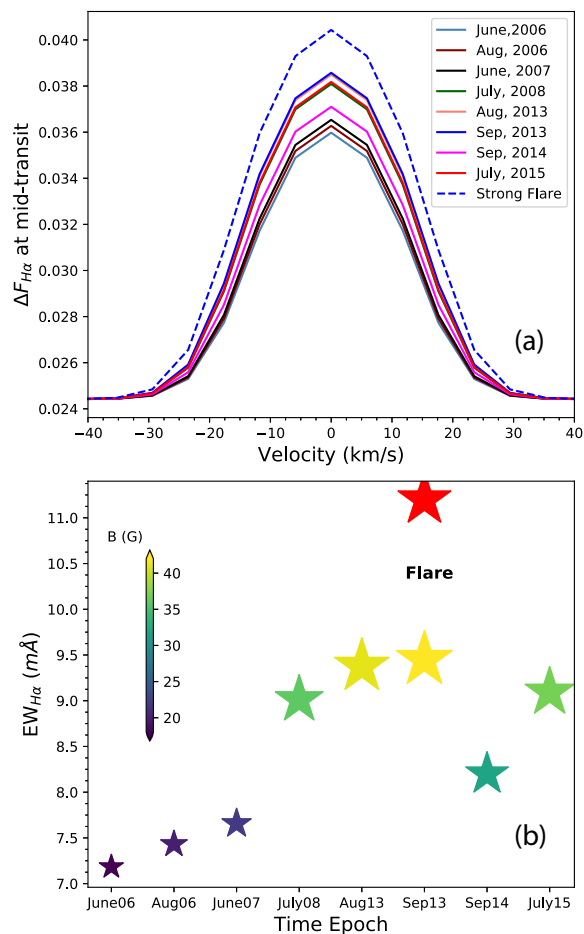 0.040
0.038
0.036
0.034
0.032
0.030
0.028
0.026
0.024
ΔF_{Hα} at mid-transit
June,2006
Aug, 2006
June, 2007
July, 2008
Aug, 2013
Sep, 2013
Sep, 2014
July, 2015
Strong Flare
(a)
−40 −30 −20 −10 0 10 20 30 40
Velocity (km/s)
11.0
10.5
10.0
9.5
9.0
8.5
8.0
7.5
7.0
EW_{Hα} (mÅ)
B (G)
40
35
30
25
20
Flare
(b)
June06 Aug06 June07 July08 Aug13 Sep13 Sep14 July15
Time Epoch